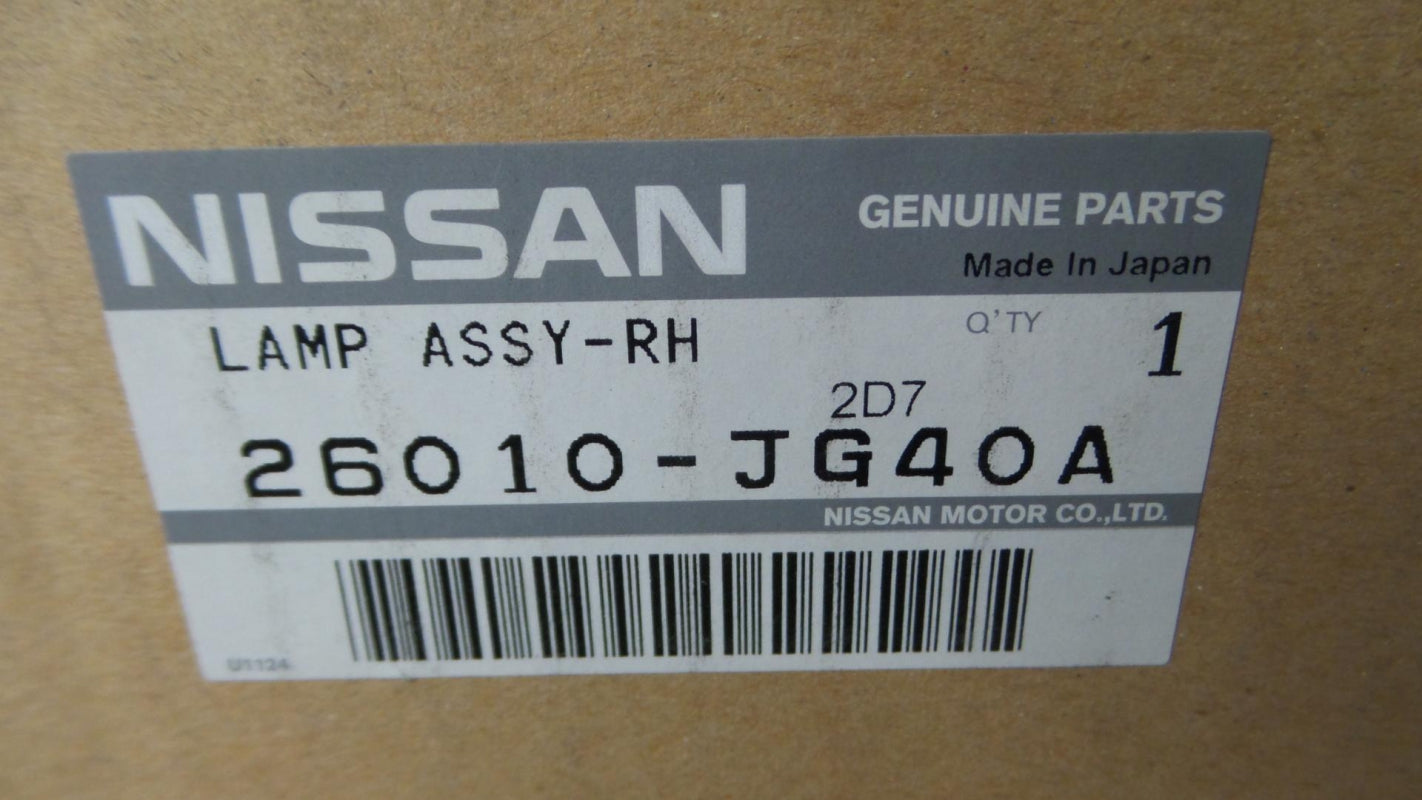 NISSAN
GENUINE PARTS
Made In Japan
LAMP ASSY-RH
Q'TY 1
2D7
26010-JG40A
NISSAN MOTOR CO.,LTD.
U1124